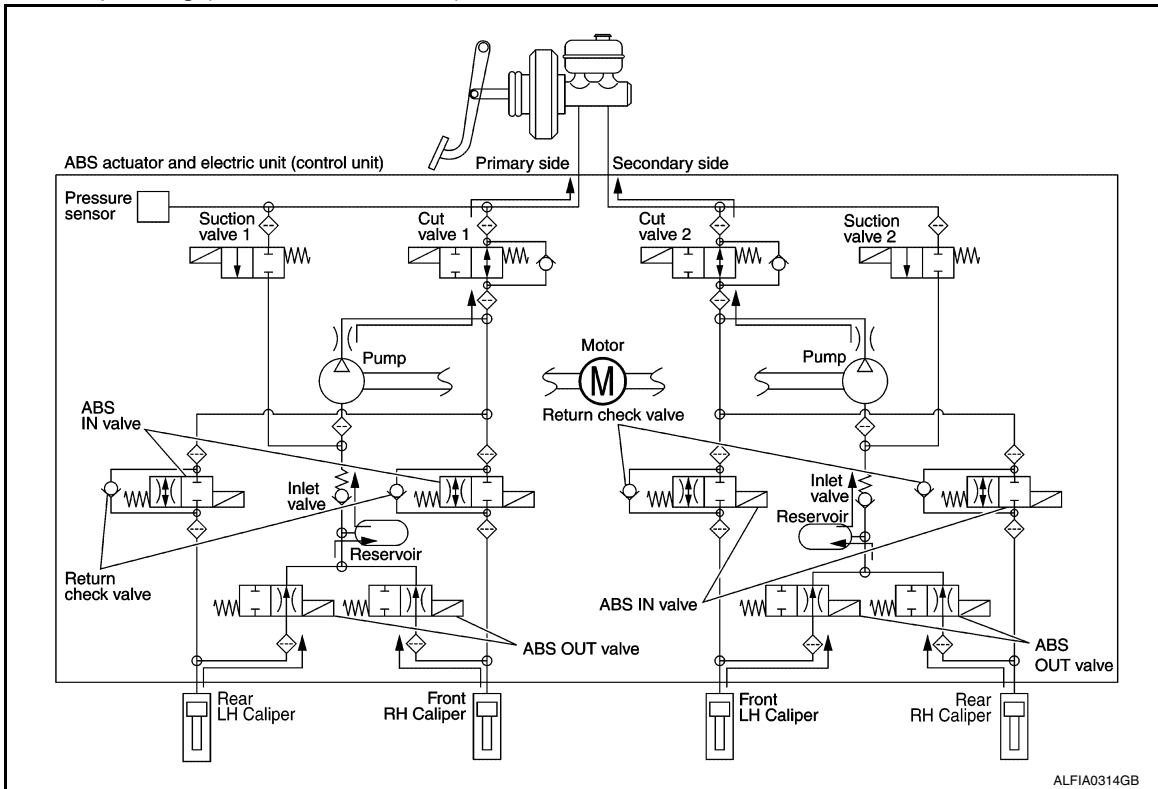 ABS actuator and electric unit (control unit)
Primary side
Secondary side
Pressure
sensor
Suction
valve 1
Cut
valve 1
Cut
valve 2
Suction
valve 2
Pump
Motor
M
Pump
ABS
IN valve
Return check valve
Inlet
valve
Reservoir
Inlet
valve
Reservoir
Return
check valve
ABS IN valve
ABS OUT valve
ABS
OUT valve
Rear
LH Caliper
Front
RH Caliper
Front
LH Caliper
Rear
RH Caliper
ALFIA0314GB